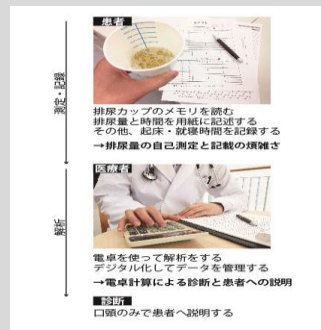 測定・記録
患者
排尿カップのメモリを読む
排尿量と時間を用紙に記述する
その他、起床・就寝時間を記録する
→排尿量の自己測定と記載の煩雑さ
解析
医療者
電卓を使って解析をする
デジタル化してデータを管理する
→電卓計算による診断と患者への説明
診断
口頭のみで患者へ説明する